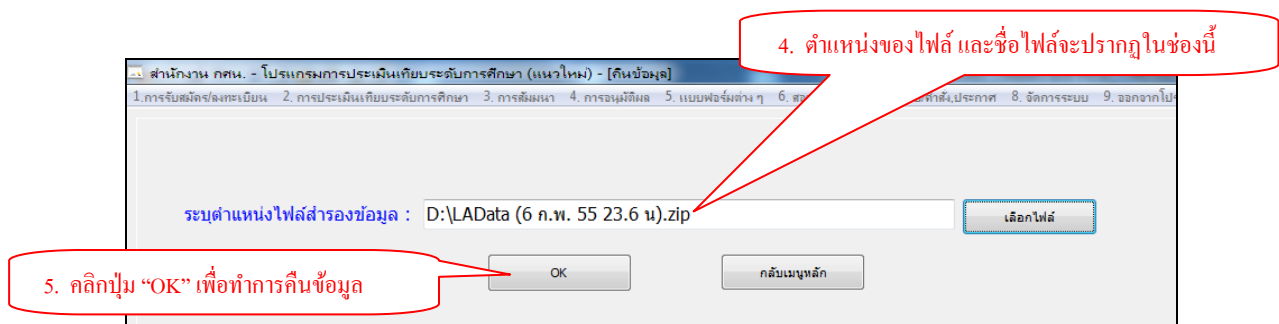 4. ตำแหน่งของไฟล์ และชื่อไฟล์จะปรากฏในช่องนี้
สำนักงาน กศน. - โปรแกรมการประเมินเทียบระดับการศึกษา (แนวใหม่) - [คืนข้อมูล]
1.การรับสมัคร/ลงทะเบียน 2. การประเมินเทียบระดับการศึกษา 3. การสัมมนา 4. การอนุมัติผล 5. แบบฟอร์มต่าง ๆ 6. คำสั่ง,ประกาศ 8. จัดการระบบ 9. ออกจากโปร
ระบุตำแหน่งไฟล์สำรองข้อมูล : D:\LAData (6 ก.พ. 55 23.6 น).zip เลือกไฟล์
5. คลิกปุ่ม “OK” เพื่อทำการคืนข้อมูล
OK กลับเมนูหลัก